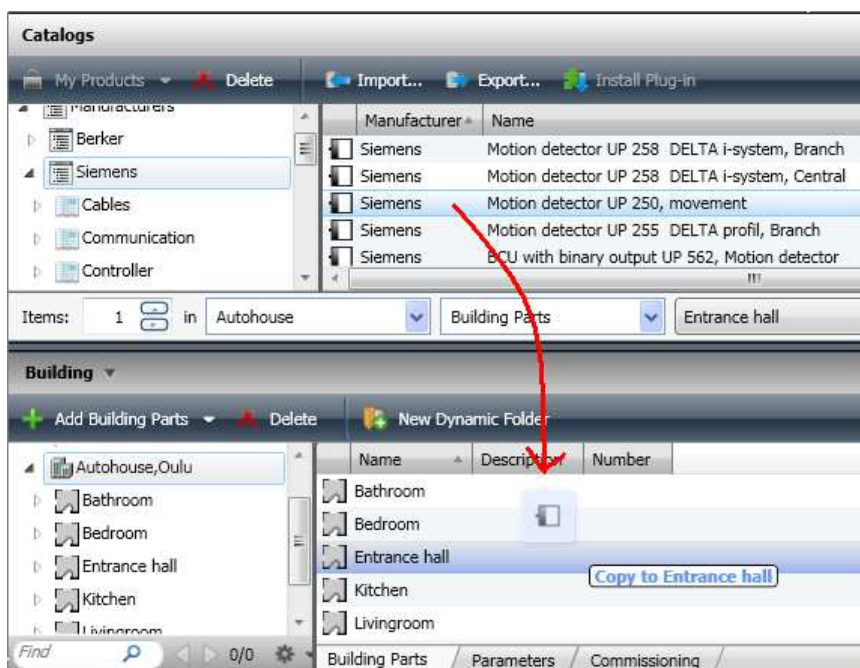 Catalogs
My Products Delete Import... Export... Install Plug-in
Manufacturers
Berker
Siemens
Cables
Communication
Controller
Manufacturer Name
Siemens Motion detector UP 258 DELTA i-system, Branch
Siemens Motion detector UP 258 DELTA i-system, Central
Siemens Motion detector UP 250, movement
Siemens Motion detector UP 255 DELTA profil, Branch
Siemens BCU with binary output UP 562, Motion detector
Items: 1 in Autohouse Building Parts Entrance hall
Building
Add Building Parts Delete New Dynamic Folder
Autohouse,Oulu
Bathroom
Bedroom
Entrance hall
Kitchen
Livingroom
Name Description Number
Bathroom
Bedroom
Entrance hall
Copy to Entrance hall
Kitchen
Livingroom
Find 0/0
Building Parts Parameters Commissioning